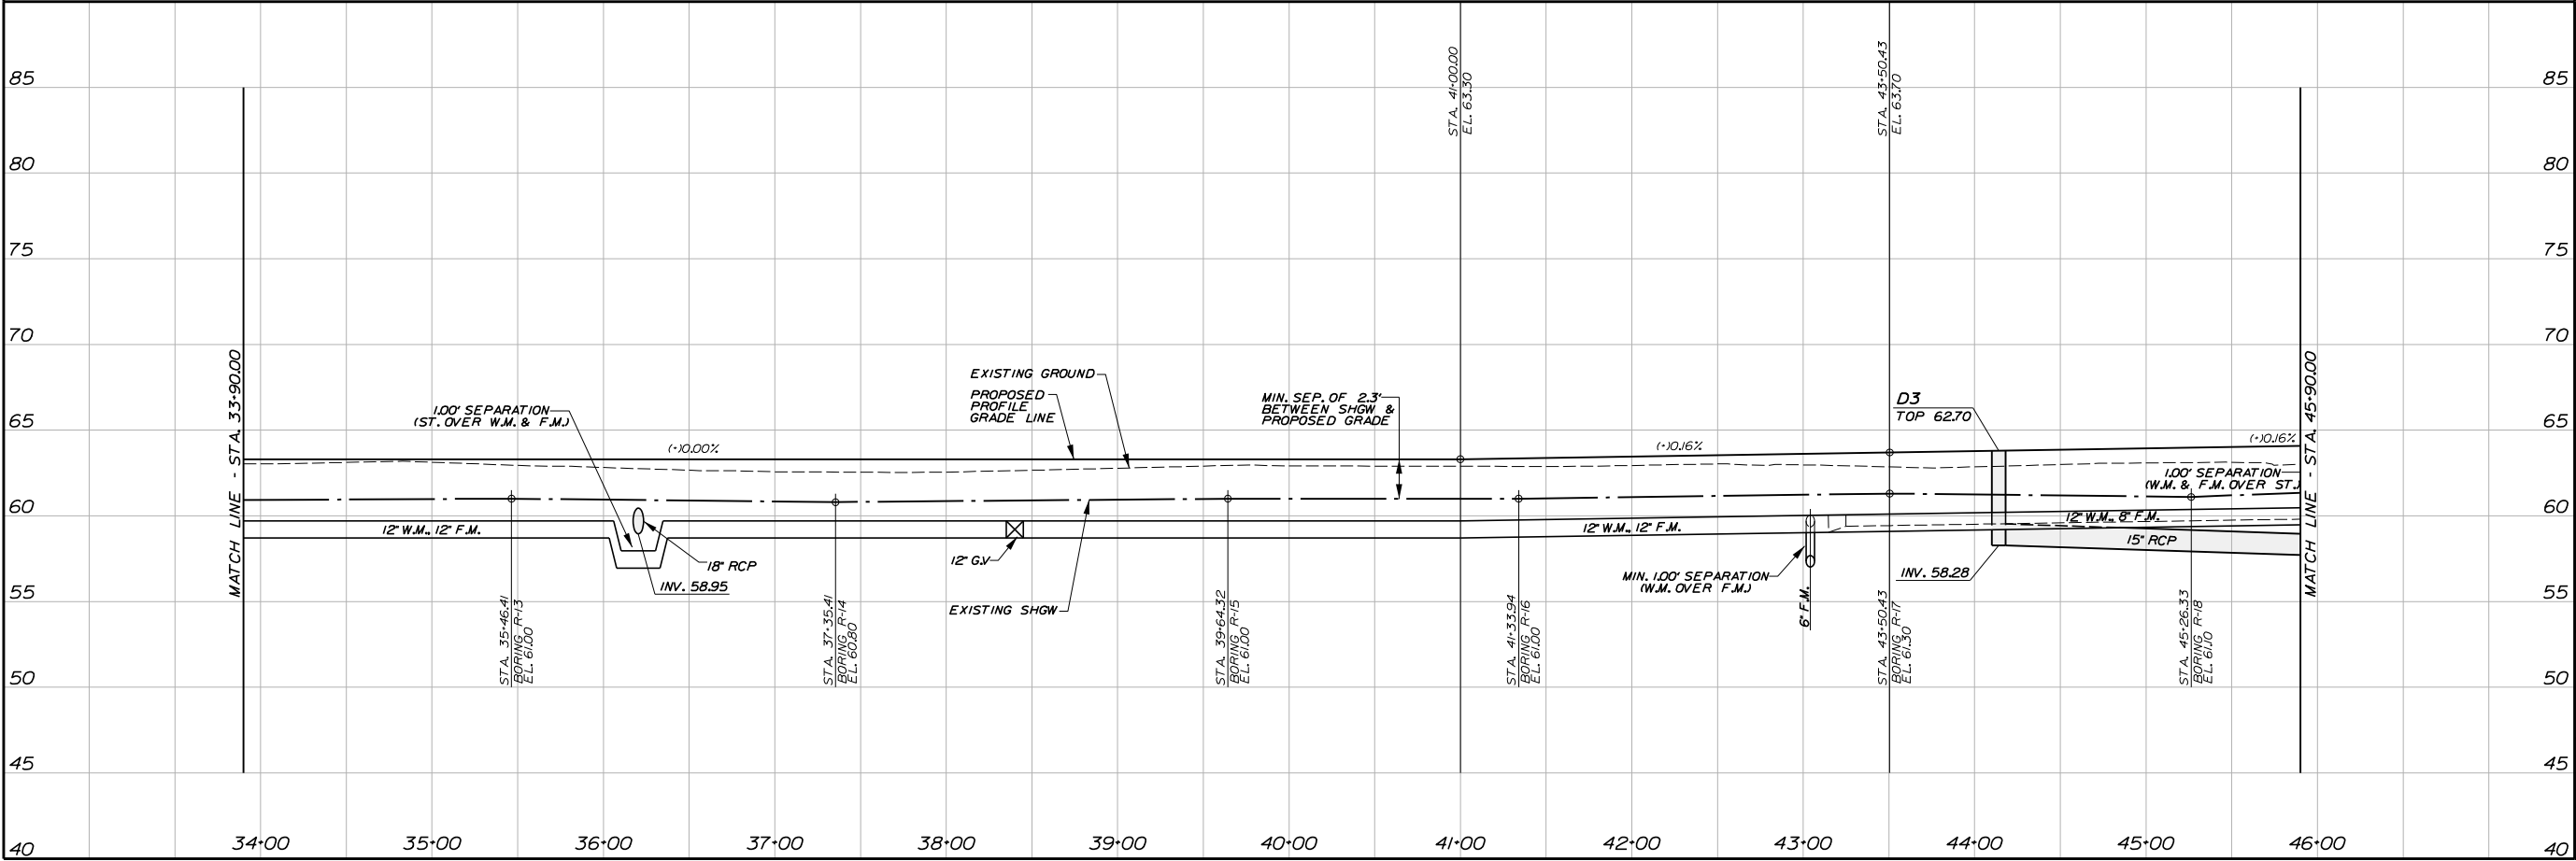 STA. 41+00.00
EL. 63.30
STA. 43+50.43
EL. 63.70
85
85
80
80
75
75
70
70
MATCH LINE - STA. 33+90.00
MATCH LINE - STA. 45+90.00
EXISTING GROUND
PROPOSED
PROFILE
GRADE LINE
MIN. SEP. OF 2.3'
BETWEEN SHGW &
PROPOSED GRADE
1.00' SEPARATION
(ST. OVER W.M. & F.M.)
D3
TOP 62.70
65
65
(+)0.00%
(+)0.16%
(+)0.16%
1.00' SEPARATION
(W.M. & F.M. OVER ST.)
60
60
12" W.M., 12" F.M.
12" W.M., 12" F.M.
12" W.M., 8" F.M.
15" RCP
18" RCP
INV. 58.95
12" G.V
MIN. 1.00' SEPARATION
(W.M. OVER F.M.)
INV. 58.28
6" F.M.
EXISTING SHGW
55
55
STA. 35+46.41
BORING R-13
EL. 61.00
STA. 37+35.41
BORING R-14
EL. 60.80
STA. 39+64.32
BORING R-15
EL. 61.00
STA. 41+33.94
BORING R-16
EL. 61.00
STA. 43+50.43
BORING R-17
EL. 61.30
STA. 45+26.33
BORING R-18
EL. 61.10
50
50
45
45
34+00
35+00
36+00
37+00
38+00
39+00
40+00
41+00
42+00
43+00
44+00
45+00
46+00
40
40